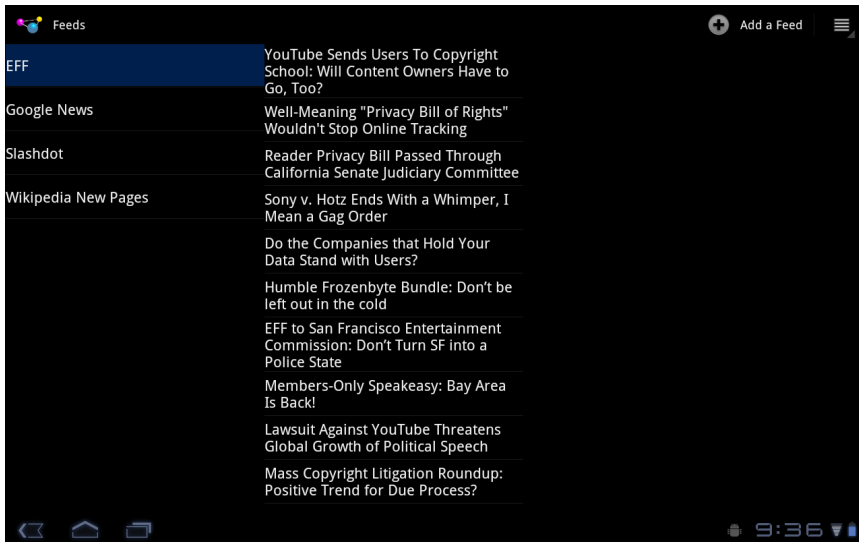 Feeds
Add a Feed
EFF
Google News
Slashdot
Wikipedia New Pages
YouTube Sends Users To Copyright
School: Will Content Owners Have to
Go, Too?
Well-Meaning "Privacy Bill of Rights"
Wouldn't Stop Online Tracking
Reader Privacy Bill Passed Through
California Senate Judiciary Committee
Sony v. Hotz Ends With a Whimper, I
Mean a Gag Order
Do the Companies that Hold Your
Data Stand with Users?
Humble Frozenbyte Bundle: Don’t be
left out in the cold
EFF to San Francisco Entertainment
Commission: Don’t Turn SF into a
Police State
Members-Only Speakeasy: Bay Area
Is Back!
Lawsuit Against YouTube Threatens
Global Growth of Political Speech
Mass Copyright Litigation Roundup:
Positive Trend for Due Process?
9:36